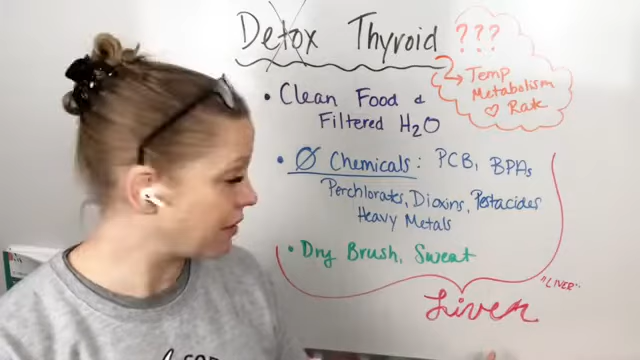 Detox Thyroid ???
Temp
Metabolism
♡ Rate
• Clean Food &
Filtered H2O
• Ø Chemicals: PCB, BPAs
Perchlorates, Dioxins, Pestacides
Heavy Metals
• Dry Brush, Sweat
"LIVER"
Liver